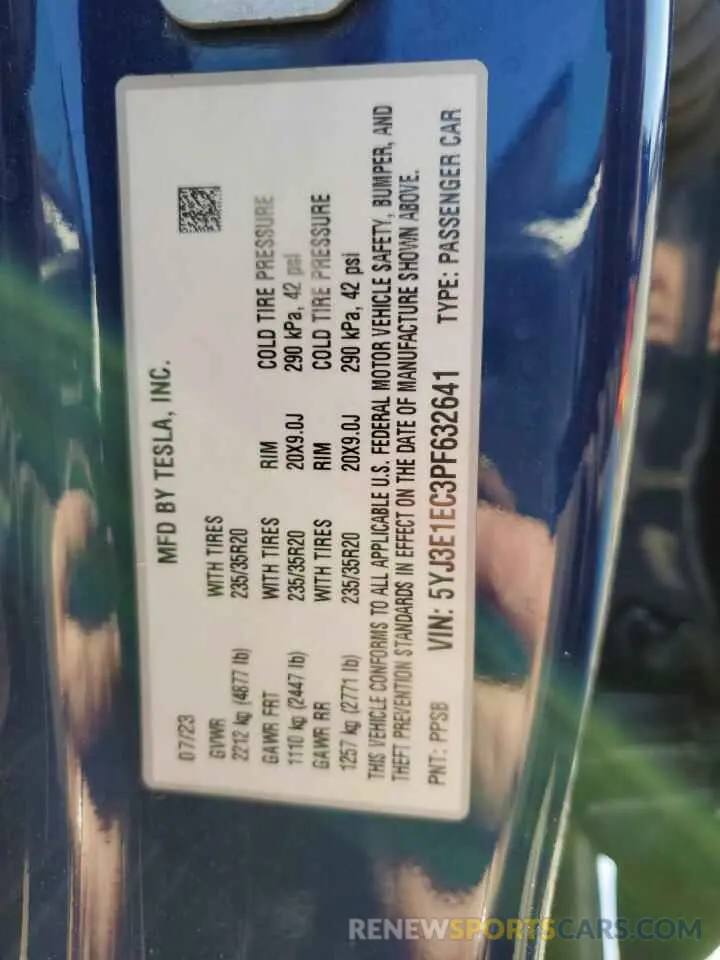 MFD BY TESLA, INC.
07/23
GVWR WITH TIRES
2212 kg (4877 lb) 235/35R20
GAWR FRT WITH TIRES RIM COLD TIRE PRESSURE
1110 kg (2447 lb) 235/35R20 20X9.0J 290 kPa, 42 psi
GAWR RR WITH TIRES RIM COLD TIRE PRESSURE
1257 kg (2771 lb) 235/35R20 20X9.0J 290 kPa, 42 psi
THIS VEHICLE CONFORMS TO ALL APPLICABLE U.S. FEDERAL MOTOR VEHICLE SAFETY, BUMPER, AND
THEFT PREVENTION STANDARDS IN EFFECT ON THE DATE OF MANUFACTURE SHOWN ABOVE.
PNT: PPSB VIN: 5YJ3E1EC3PF632641 TYPE: PASSENGER CAR
RENEWSPORTSCARS.COM